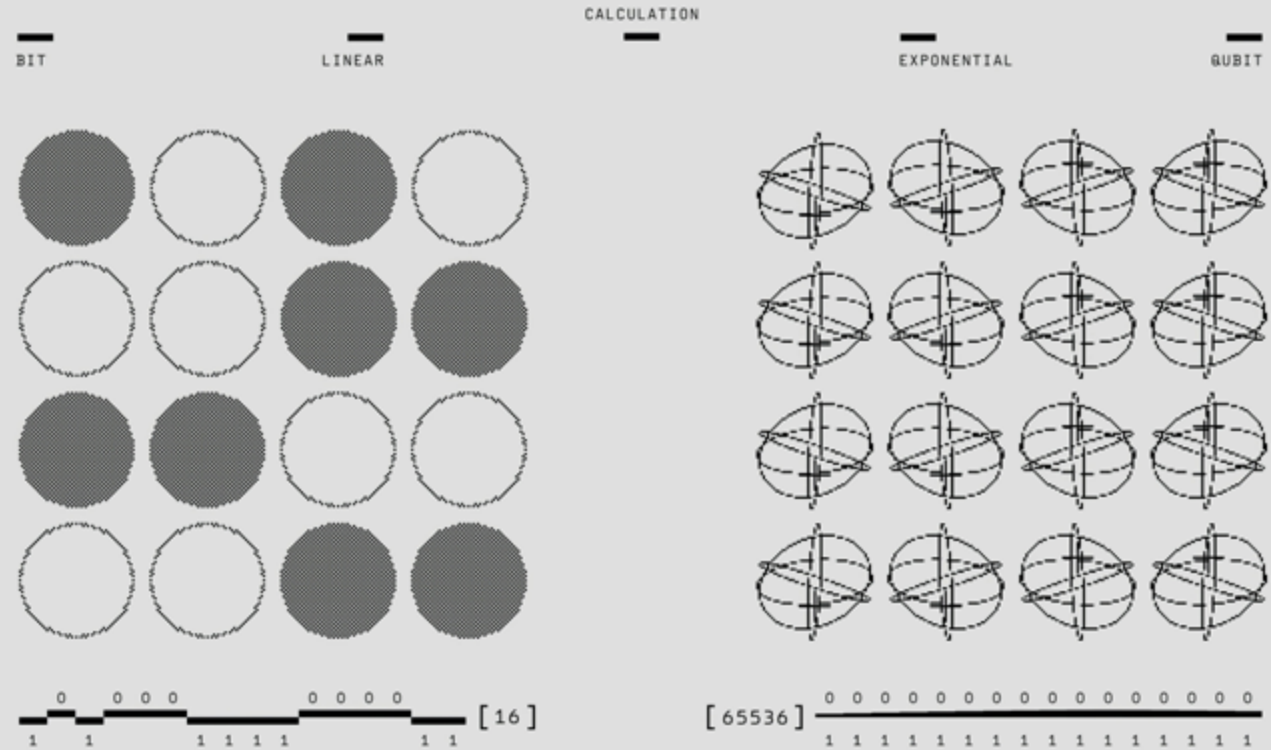 CALCULATION
BIT LINEAR EXPONENTIAL QUBIT
0 0 0 0 0 0 0 0
1 1 1 1 1 1 1 1
[16]
[65536]
0 0 0 0 0 0 0 0 0 0 0 0 0 0 0 0
1 1 1 1 1 1 1 1 1 1 1 1 1 1 1 1